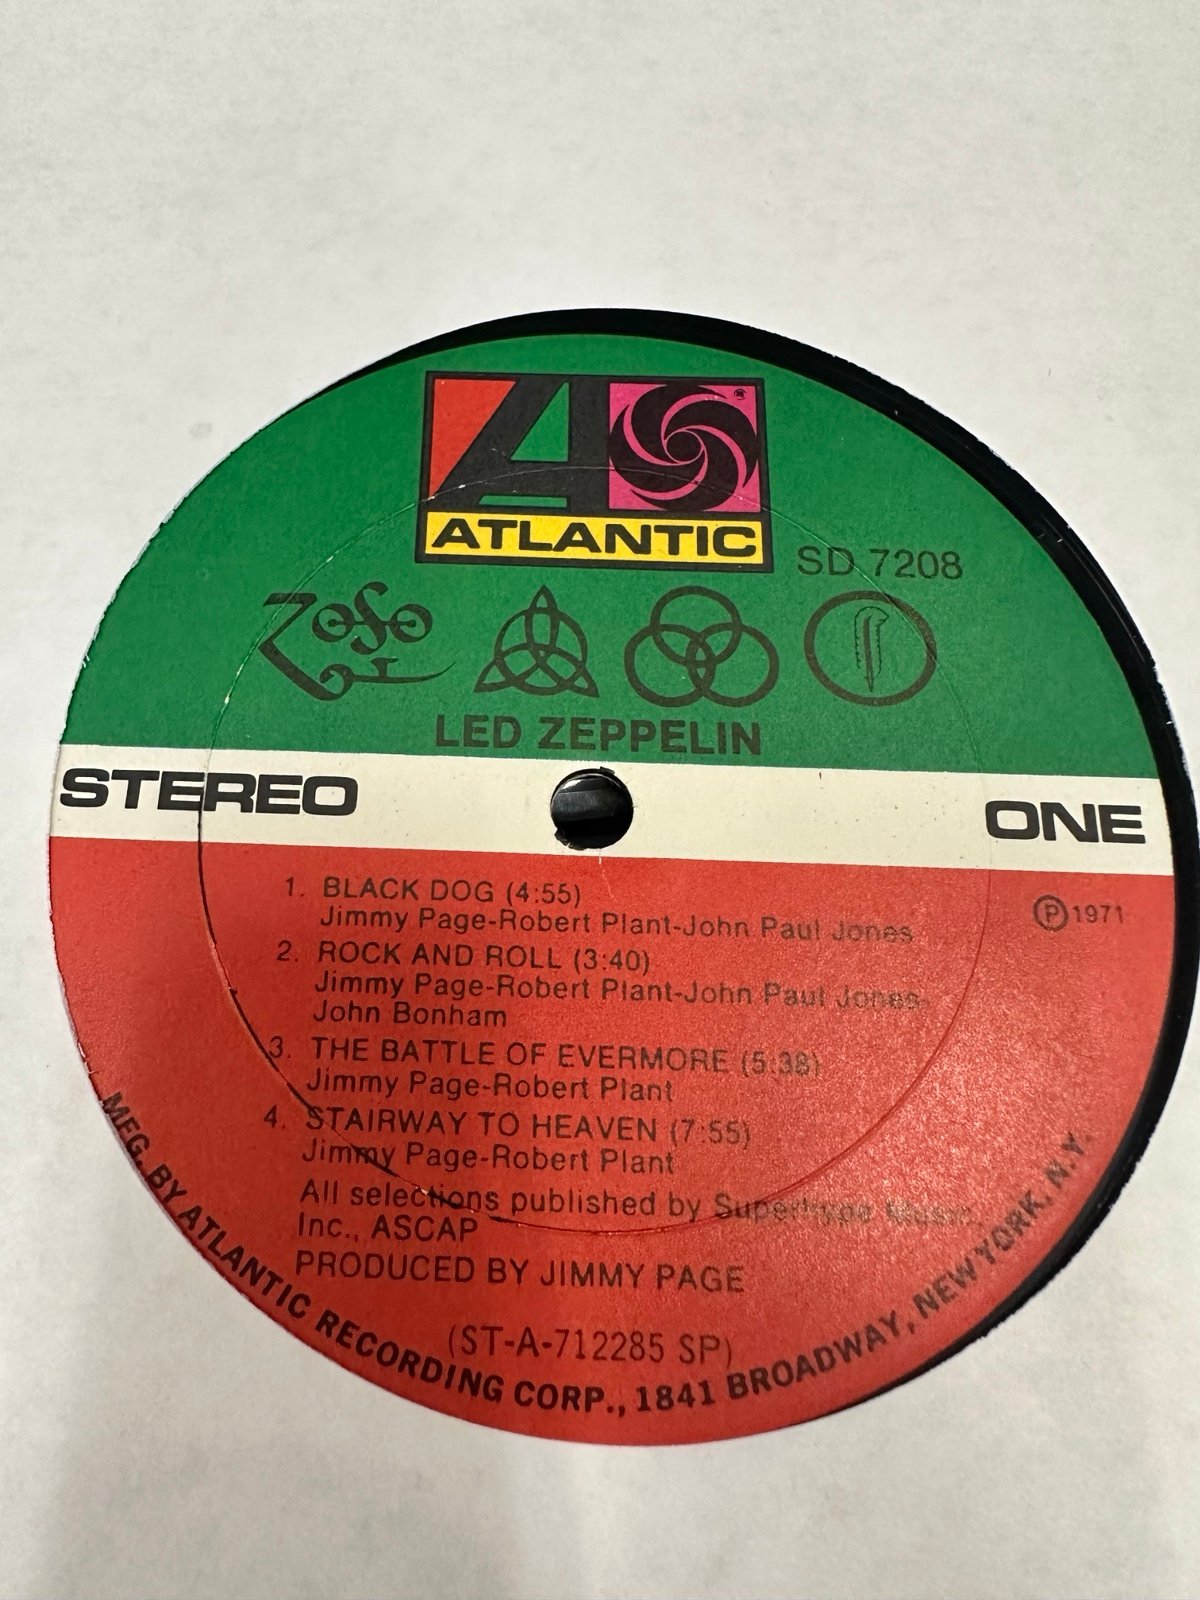 ATLANTIC
SD 7208
LED ZEPPELIN
STEREO
ONE
℗ 1971
1. BLACK DOG (4:55)
Jimmy Page-Robert Plant-John Paul Jones
2. ROCK AND ROLL (3:40)
Jimmy Page-Robert Plant-John Paul Jones-
John Bonham
3. THE BATTLE OF EVERMORE (5:38)
Jimmy Page-Robert Plant
4. STAIRWAY TO HEAVEN (7:55)
Jimmy Page-Robert Plant
All selections published by Superhype Music,
Inc., ASCAP
PRODUCED BY JIMMY PAGE
(ST-A-712285 SP)
MFG. BY ATLANTIC RECORDING CORP., 1841 BROADWAY, NEW YORK, N.Y.